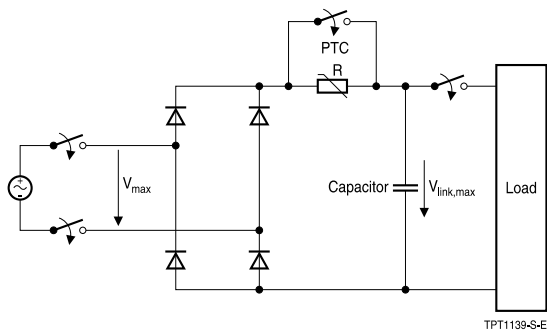 PTC
R
V max
Capacitor
V link,max
Load
TPT1139-S-E